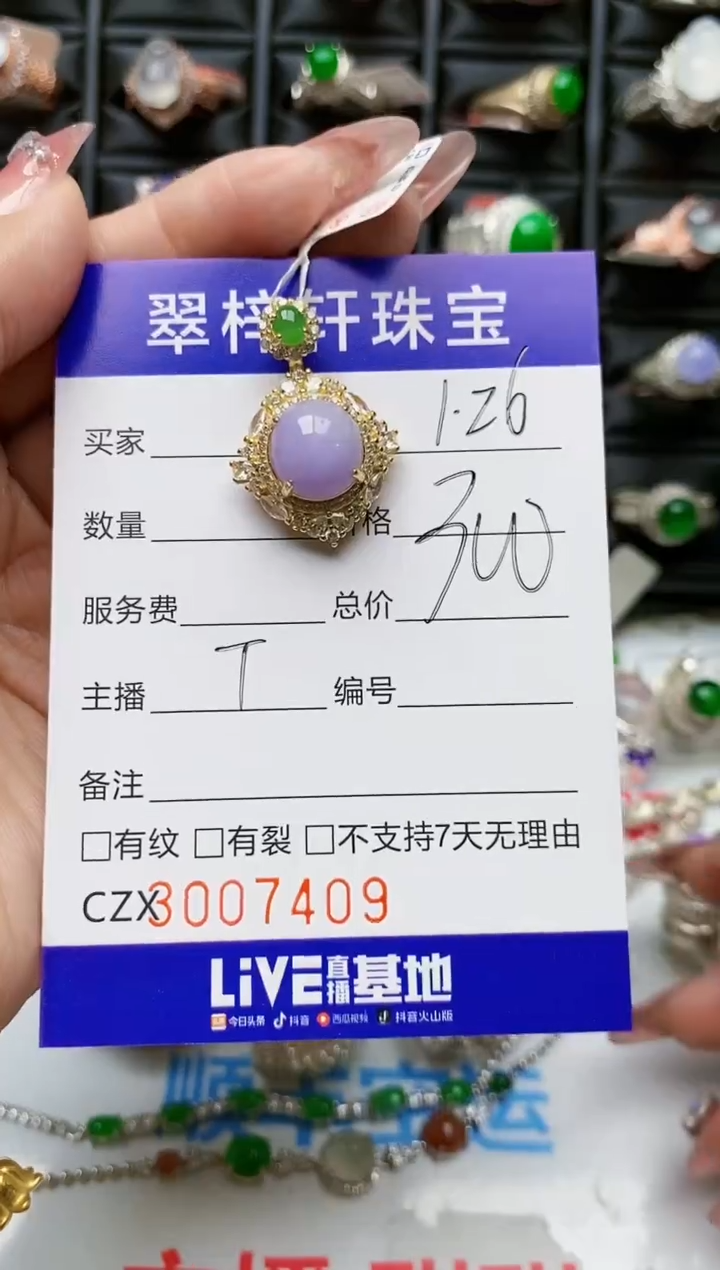 翠梓轩珠宝
买家 1.26
数量 格 300
服务费 总价
主播 T 编号
备注
□有纹 □有裂 □不支持7天无理由
CZX3007409
LiVE直播基地
今日头条 抖音 西瓜视频 抖音火山版